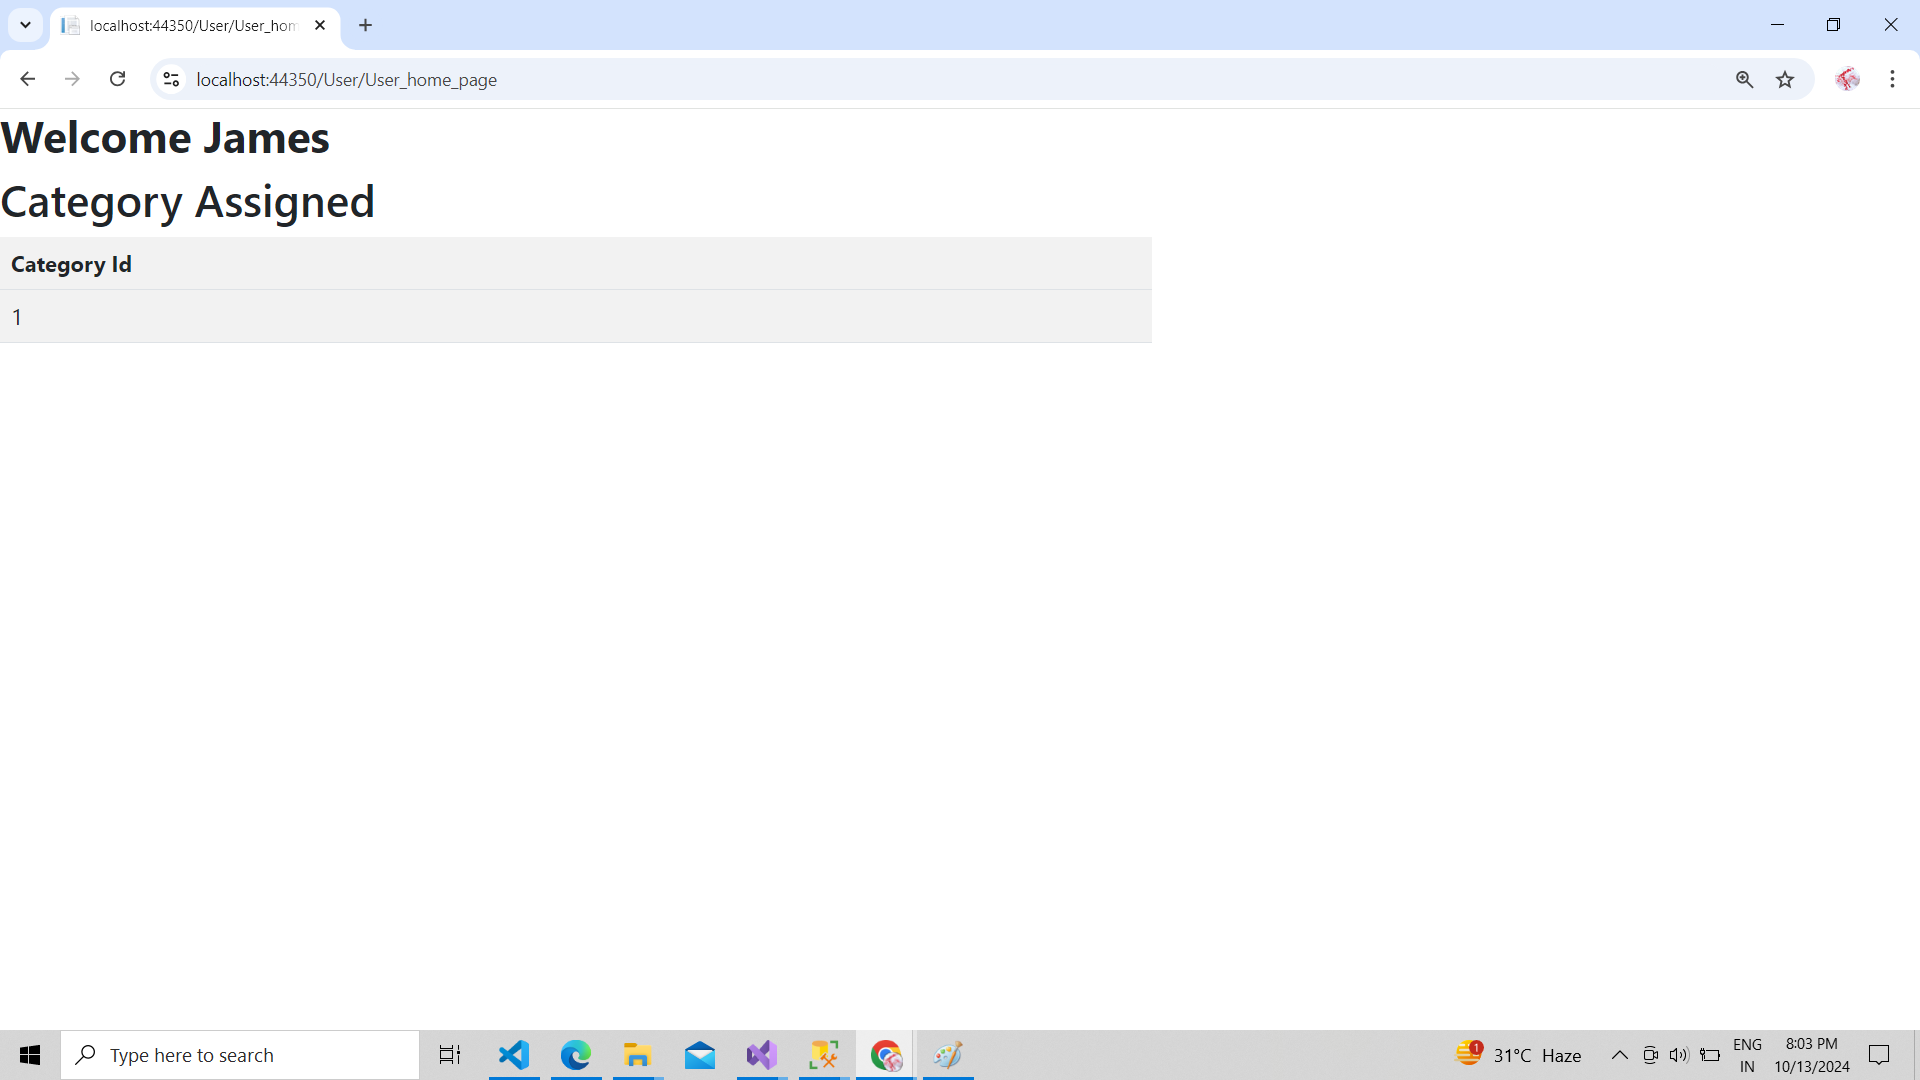 localhost:44350/User/User_hom
localhost:44350/User/User_home_page
Welcome James
Category Assigned
Category Id
1
Type here to search
1
31°C Haze
ENG
IN
8:03 PM
10/13/2024